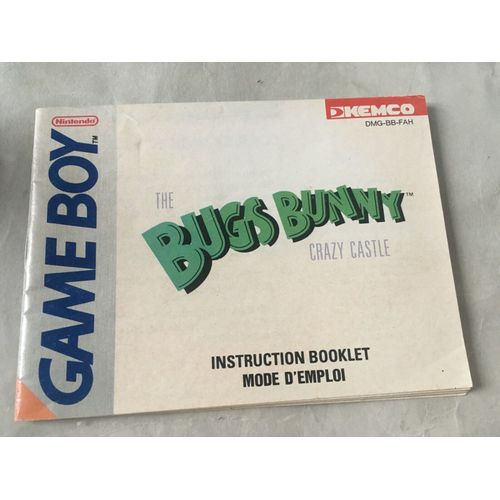 Nintendo
GAME BOY™
KEMCO
DMG-BB-FAH
THE
BUGS BUNNY™
CRAZY CASTLE
INSTRUCTION BOOKLET
MODE D'EMPLOI